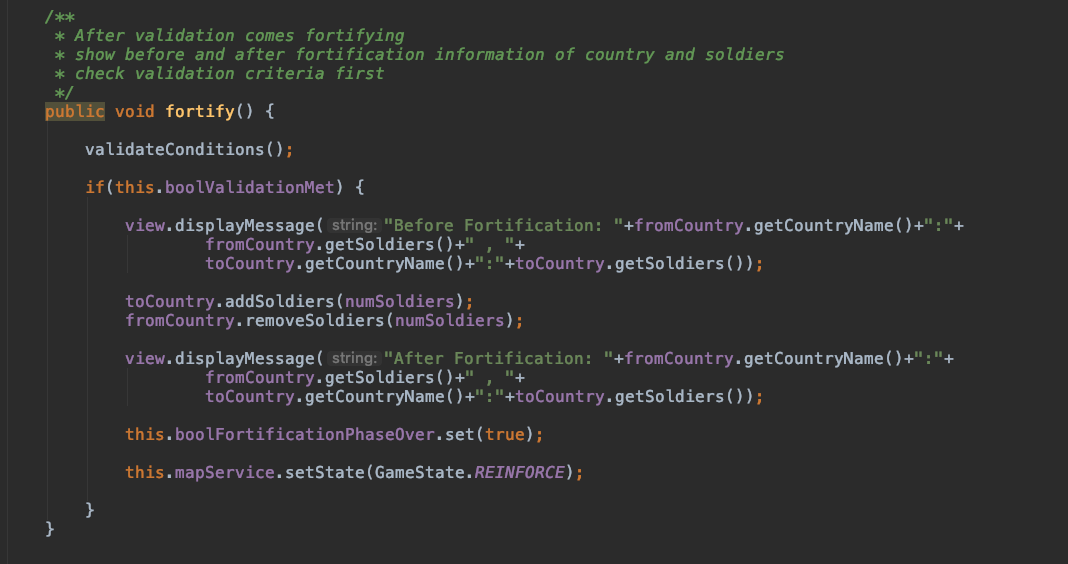 /**
 * After validation comes fortifying
 * show before and after fortification information of country and soldiers
 * check validation criteria first
 */
public void fortify() {
validateConditions();
if(this.boolValidationMet) {
view.displayMessage( string: "Before Fortification: "+fromCountry.getCountryName()+":"+
fromCountry.getSoldiers()+" , "+
toCountry.getCountryName()+":"+toCountry.getSoldiers());
toCountry.addSoldiers(numSoldiers);
fromCountry.removeSoldiers(numSoldiers);
view.displayMessage( string: "After Fortification: "+fromCountry.getCountryName()+":"+
fromCountry.getSoldiers()+" , "+
toCountry.getCountryName()+":"+toCountry.getSoldiers());
this.boolFortificationPhaseOver.set(true);
this.mapService.setState(GameState.REINFORCE);
}
}